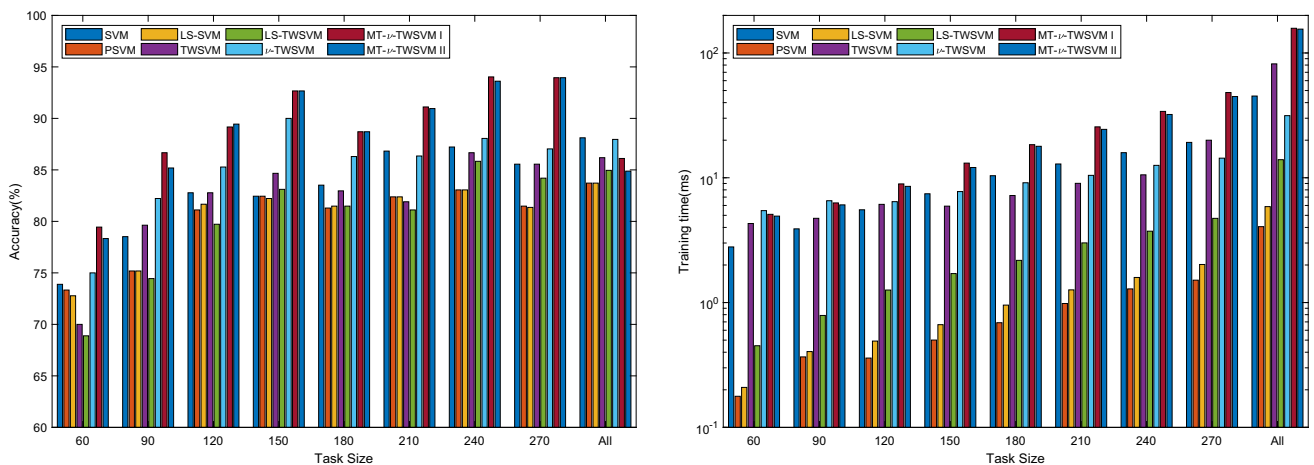 100
95
90
85
80
75
70
65
60
Accuracy(%)
SVM LS-SVM LS-TWSVM MT-ν-TWSVM I
PSVM TWSVM ν-TWSVM MT-ν-TWSVM II
60 90 120 150 180 210 240 270 All
Task Size
10²
10¹
10⁰
10⁻¹
Training time(ms)
SVM LS-SVM LS-TWSVM MT-ν-TWSVM I
PSVM TWSVM ν-TWSVM MT-ν-TWSVM II
60 90 120 150 180 210 240 270 All
Task Size